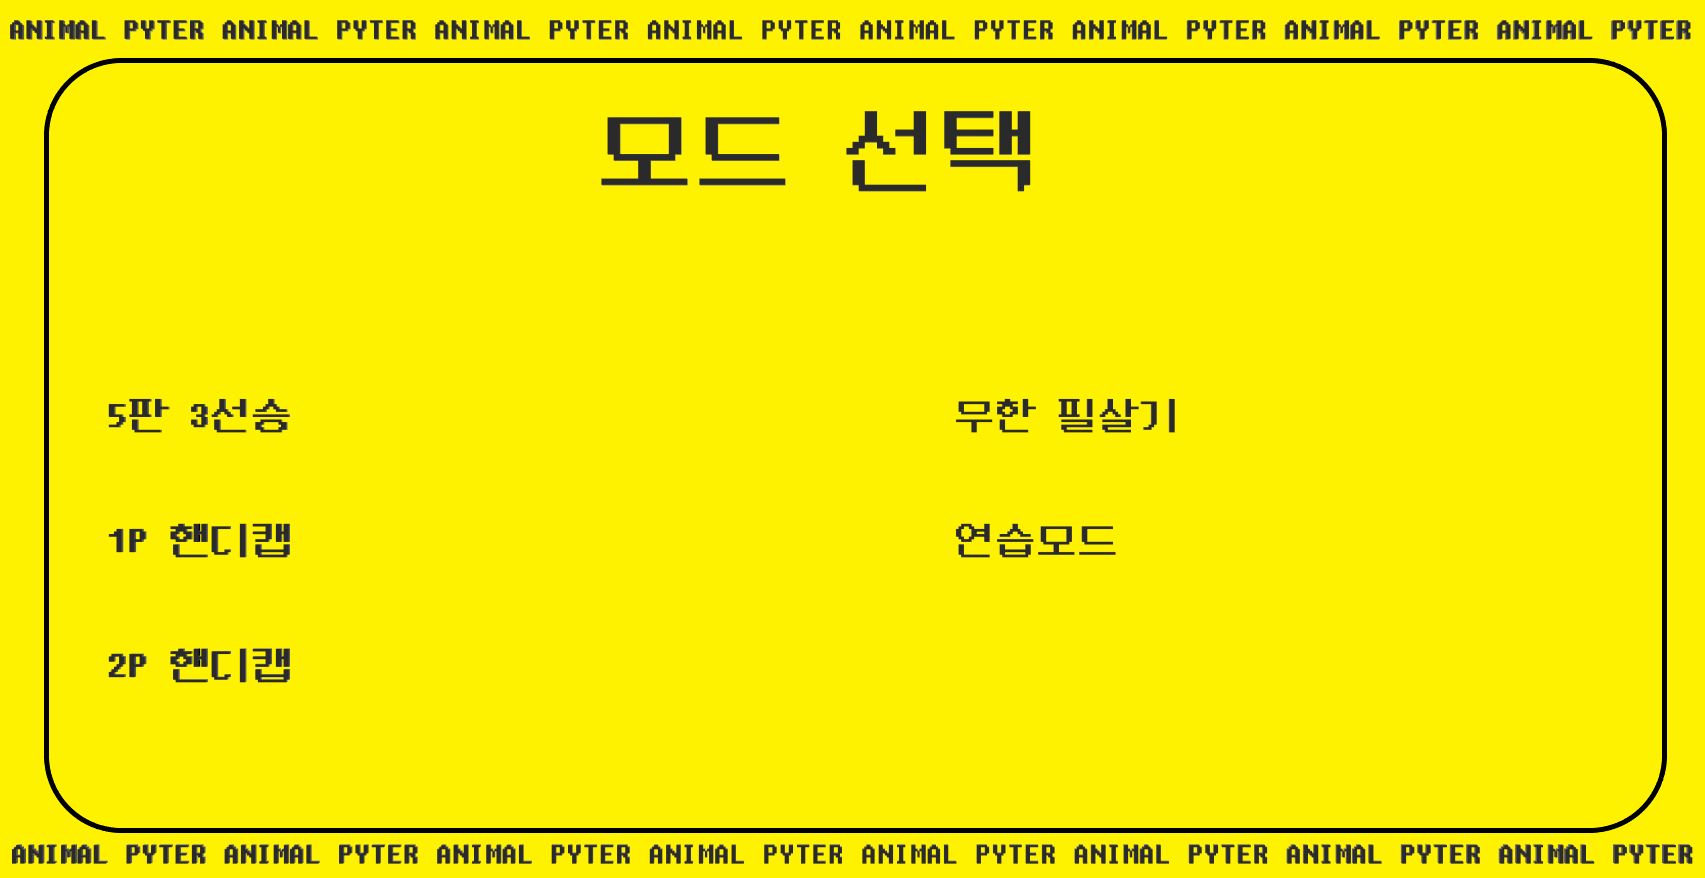 ANIMAL PYTER ANIMAL PYTER ANIMAL PYTER ANIMAL PYTER ANIMAL PYTER ANIMAL PYTER ANIMAL PYTER ANIMAL PYTER
모드 선택
5판 3선승
무한 필살기
1P 핸디캡
연습모드
2P 핸디캡
ANIMAL PYTER ANIMAL PYTER ANIMAL PYTER ANIMAL PYTER ANIMAL PYTER ANIMAL PYTER ANIMAL PYTER ANIMAL PYTER